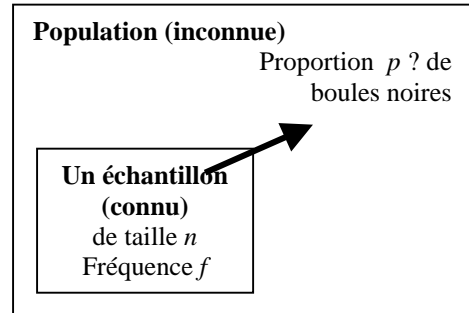 Population (inconnue)
Proportion p ? de
boules noires
Un échantillon
(connu)
de taille n
Fréquence f